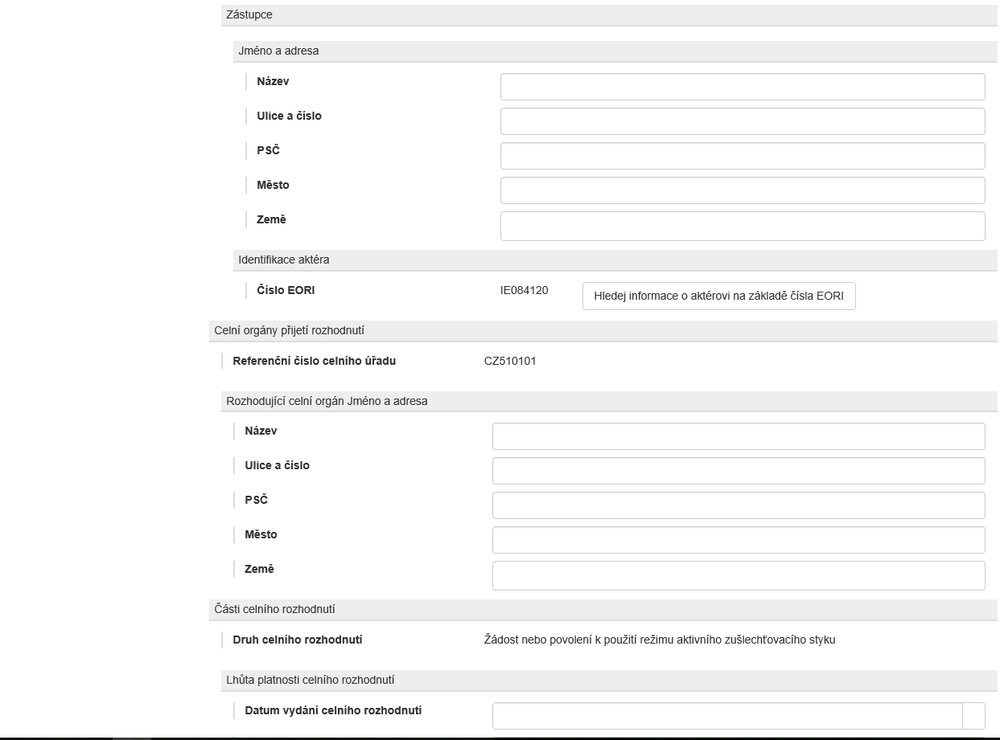 Zástupce
Jméno a adresa
Název
Ulice a číslo
PSČ
Město
Země
Identifikace aktéra
Číslo EORI IE084120 Hledej informace o aktérovi na základě čísla EORI
Celní orgány přijetí rozhodnutí
Referenční číslo celního úřadu CZ510101
Rozhodující celní orgán Jméno a adresa
Název
Ulice a číslo
PSČ
Město
Země
Části celního rozhodnutí
Druh celního rozhodnutí Žádost nebo povolení k použití režimu aktivního zušlechťovacího styku
Lhůta platnosti celního rozhodnutí
Datum vydání celního rozhodnutí